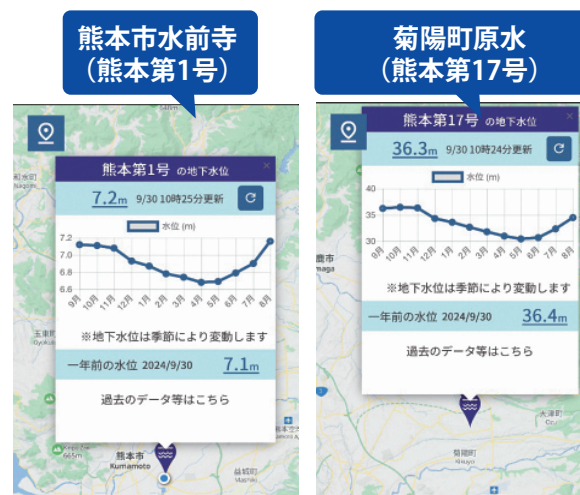 熊本市水前寺
（熊本第1号）
熊本第1号 の地下水位
×
7.2m 9/30 10時25分更新
水位 (m)
7.2
7.0
6.8
6.6
9月 10月 11月 12月 1月 2月 3月 4月 5月 6月 7月 8月
※地下水位は季節により変動します
一年前の水位 2024/9/30 7.1m
過去のデータ等はこちら
熊本市
Kumamoto
益城町
Mashiki
菊陽町原水
（熊本第17号）
熊本第17号 の地下水位
×
36.3m 9/30 10時24分更新
水位 (m)
40
35
30
9月 10月 11月 12月 1月 2月 3月 4月 5月 6月 7月 8月
※地下水位は季節により変動します
一年前の水位 2024/9/30 36.4m
過去のデータ等はこちら
鹿市
maga
大津町
菊陽町
Kikuyo